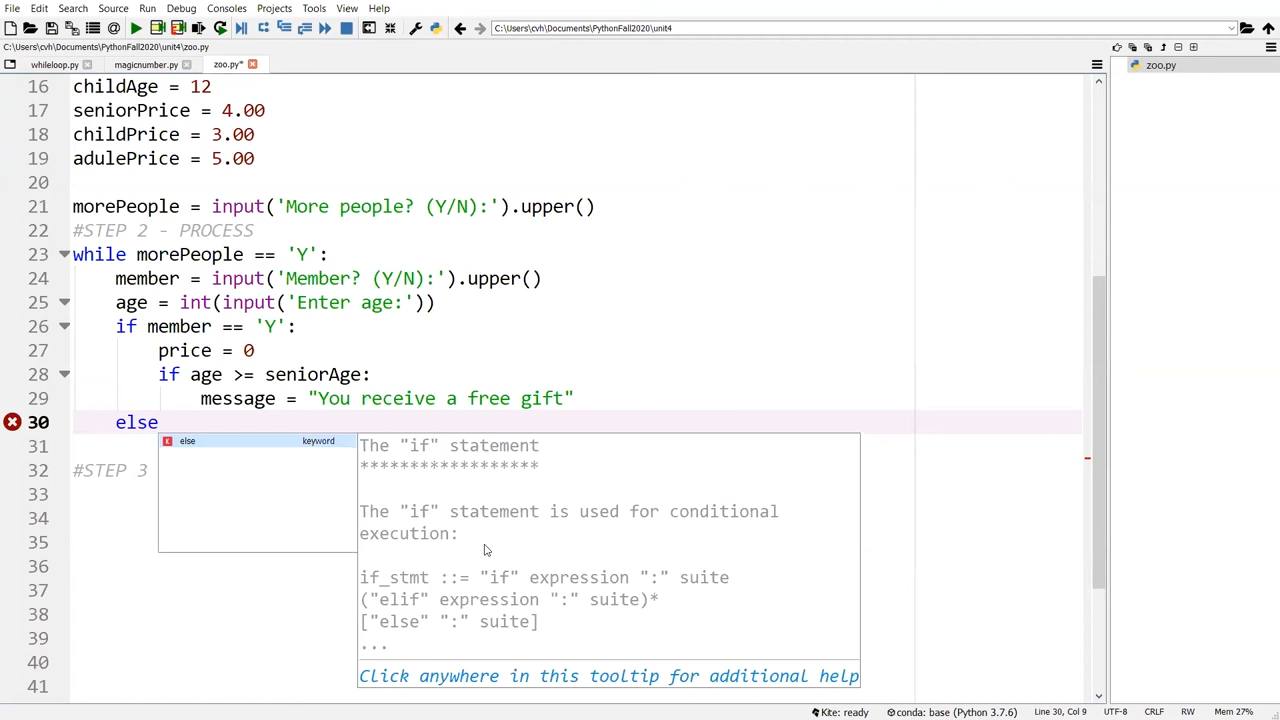 File Edit Search Source Run Debug Consoles Projects Tools View Help
C:\Users\cvh\Documents\PythonFall2020\unit4
C:\Users\cvh\Documents\PythonFall2020\unit4\zoo.py
whileloop.py magicnumber.py zoo.py*
zoo.py
16 childAge = 12
17 seniorPrice = 4.00
18 childPrice = 3.00
19 adulePrice = 5.00
20
21 morePeople = input('More people? (Y/N):').upper()
22 #STEP 2 - PROCESS
23 while morePeople == 'Y':
24 member = input('Member? (Y/N):').upper()
25 age = int(input('Enter age:'))
26 if member == 'Y':
27 price = 0
28 if age >= seniorAge:
29 message = "You receive a free gift"
30 else
31
32 #STEP 3
33
34
35
36
37
38
39
40
41
else keyword
The "if" statement
******************
The "if" statement is used for conditional
execution:
if_stmt ::= "if" expression ":" suite
("elif" expression ":" suite)*
["else" ":" suite]
...
Click anywhere in this tooltip for additional help
Kite: ready conda: base (Python 3.7.6) Line 30, Col 9 UTF-8 CRLF RW Mem 27%